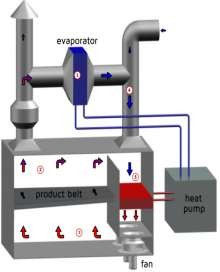 evaporator
product belt
heat
pump
fan